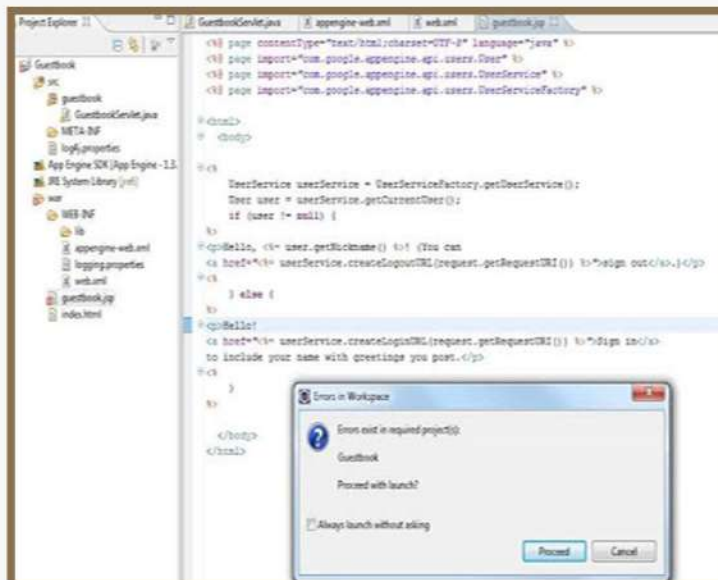 Project Explorer
GuestbookServlet.java
appengine-web.xml
web.xml
guestbook.jsp
Guestbook
src
guestbook
GuestbookServlet.java
META-INF
log4j.properties
App Engine SDK [App Engine - 1.3.
JRE System Library [jre6]
war
WEB-INF
lib
appengine-web.xml
logging.properties
web.xml
guestbook.jsp
index.html
<%@ page contentType="text/html;charset=UTF-8" language="java" %>
<%@ page import="com.google.appengine.api.users.User" %>
<%@ page import="com.google.appengine.api.users.UserService" %>
<%@ page import="com.google.appengine.api.users.UserServiceFactory" %>
<html>
<body>
<%
UserService userService = UserServiceFactory.getUserService();
User user = userService.getCurrentUser();
if (user != null) {
%>
<p>Hello, <%= user.getNickname() %>! (You can
<a href="<%= userService.createLogoutURL(request.getRequestURI()) %>">sign out</a>.)</p>
<%
} else {
%>
<p>Hello!
<a href="<%= userService.createLoginURL(request.getRequestURI()) %>">Sign in</a>
to include your name with greetings you post.</p>
<%
}
%>
</body>
</html>
Errors in Workspace
Errors exist in required project(s):
Guestbook
Proceed with launch?
Always launch without asking
Proceed
Cancel